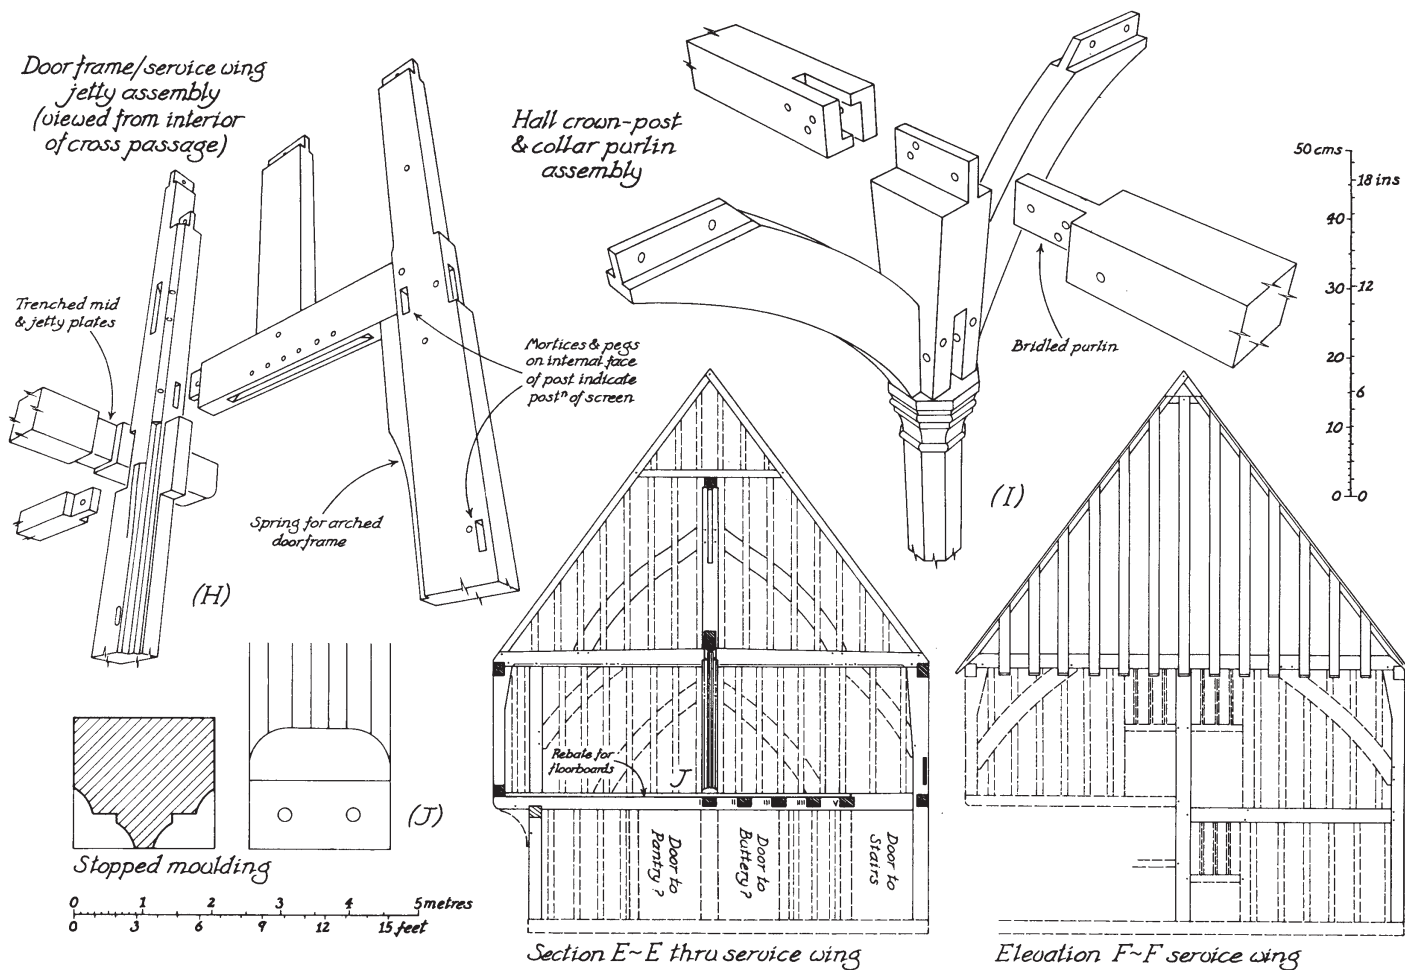 Door frame/service wing
jetty assembly
(viewed from interior
of cross passage)
Hall crown-post
& collar purlin
assembly
50 cms
18 ins
40
30
12
20
6
10
0
0
Trenched mid
& jetty plates
Mortices & pegs
on internal face
of post indicate
postⁿ of screen
Bridled purlin
Spring for arched
doorframe
(H)
(I)
(J)
Stopped moulding
0 1 2 3 4 5 metres
0 3 6 9 12 15 feet
Rebate for
floorboards
J
I II III IIII V
Door to
Pantry?
Door to
Buttery?
Door to
Stairs
Section E~E thru service wing
Elevation F~F service wing